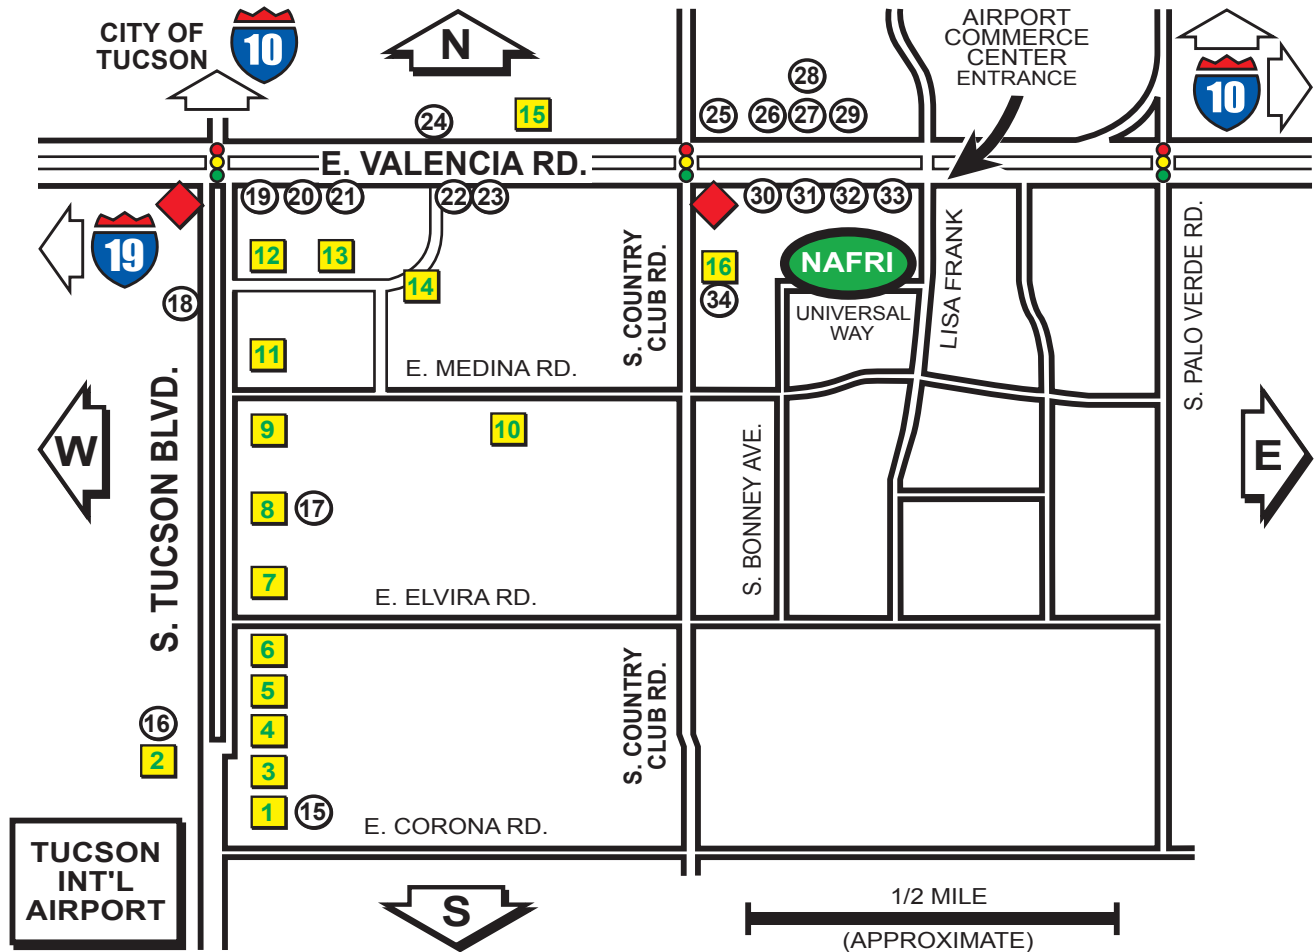 CITY OF
TUCSON
10
N
AIRPORT
COMMERCE
CENTER
ENTRANCE
10
28
15
24
25
26
27
29
E. VALENCIA RD.
19
20
21
22
23
30
31
32
33
19
12
13
14
16
34
NAFRI
UNIVERSAL
WAY
LISA FRANK
S. PALO VERDE RD.
S. COUNTRY
CLUB RD.
18
11
E. MEDINA RD.
S. TUCSON BLVD.
W
9
10
E
S. BONNEY AVE.
8
17
7
E. ELVIRA RD.
6
5
4
3
1
15
16
2
S. COUNTRY
CLUB RD.
E. CORONA RD.
TUCSON
INT'L
AIRPORT
S
1/2 MILE
(APPROXIMATE)